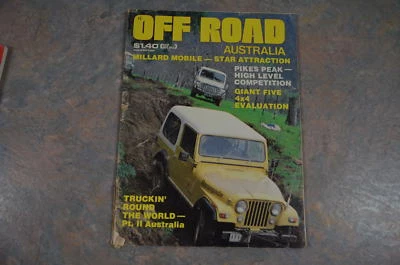 OFF ROAD
$1.40
AUSTRALIA
MILLARD MOBILE — STAR ATTRACTION
PIKES PEAK —
HIGH LEVEL
COMPETITION
GIANT FIVE
4x4
EVALUATION
TRUCKIN'
ROUND
THE WORLD —
Pt. II Australia